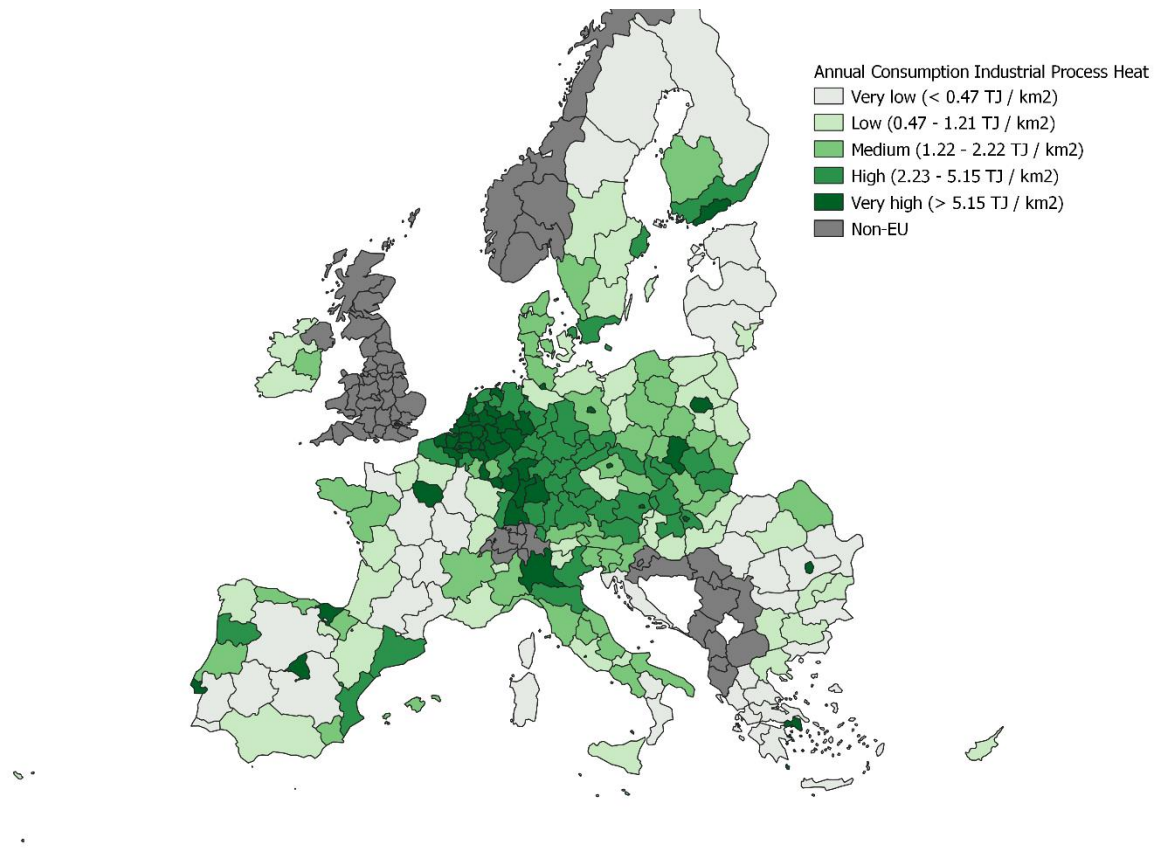 Annual Consumption Industrial Process Heat
Very low (< 0.47 TJ / km2)
Low (0.47 - 1.21 TJ / km2)
Medium (1.22 - 2.22 TJ / km2)
High (2.23 - 5.15 TJ / km2)
Very high (> 5.15 TJ / km2)
Non-EU